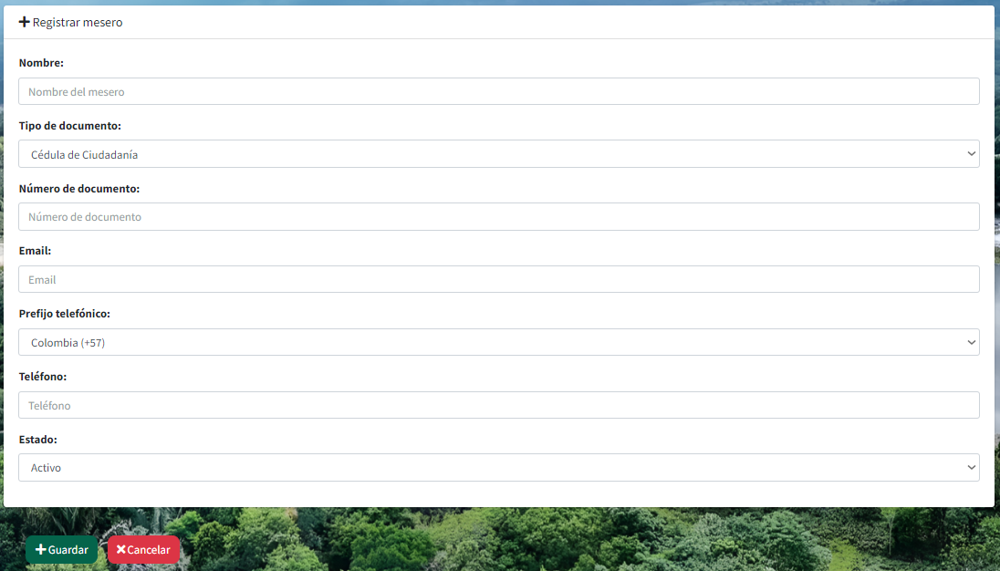 Registrar mesero
Nombre:
Nombre del mesero
Tipo de documento:
Cédula de Ciudadanía
Número de documento:
Número de documento
Email:
Email
Prefijo telefónico:
Colombia (+57)
Teléfono:
Teléfono
Estado:
Activo
Guardar Cancelar